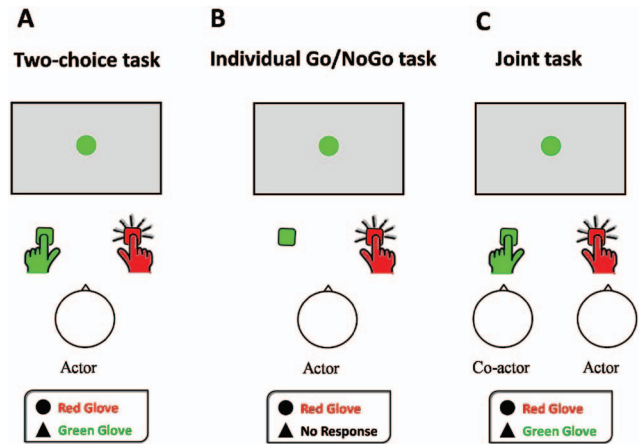 A
Two-choice task
Actor
Red Glove
Green Glove
B
Individual Go/NoGo task
Actor
Red Glove
No Response
C
Joint task
Co-actor
Actor
Red Glove
Green Glove